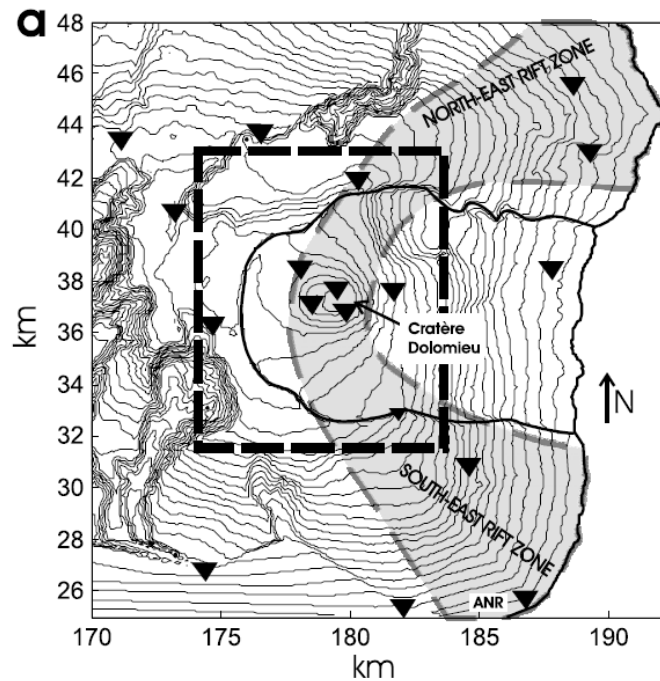 a
48
46
44
42
40
38
36
34
32
30
28
26
km
NORTH-EAST RIFT ZONE
Cratère
Dolomieu
N
SOUTH-EAST RIFT ZONE
ANR
170
175
180
185
190
km